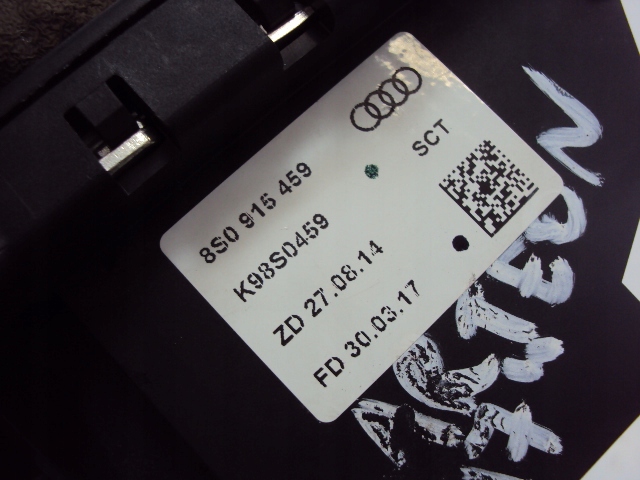 SCT
8S0 915 459
K98S0459
ZD 27.08.14
FD 30.03.17